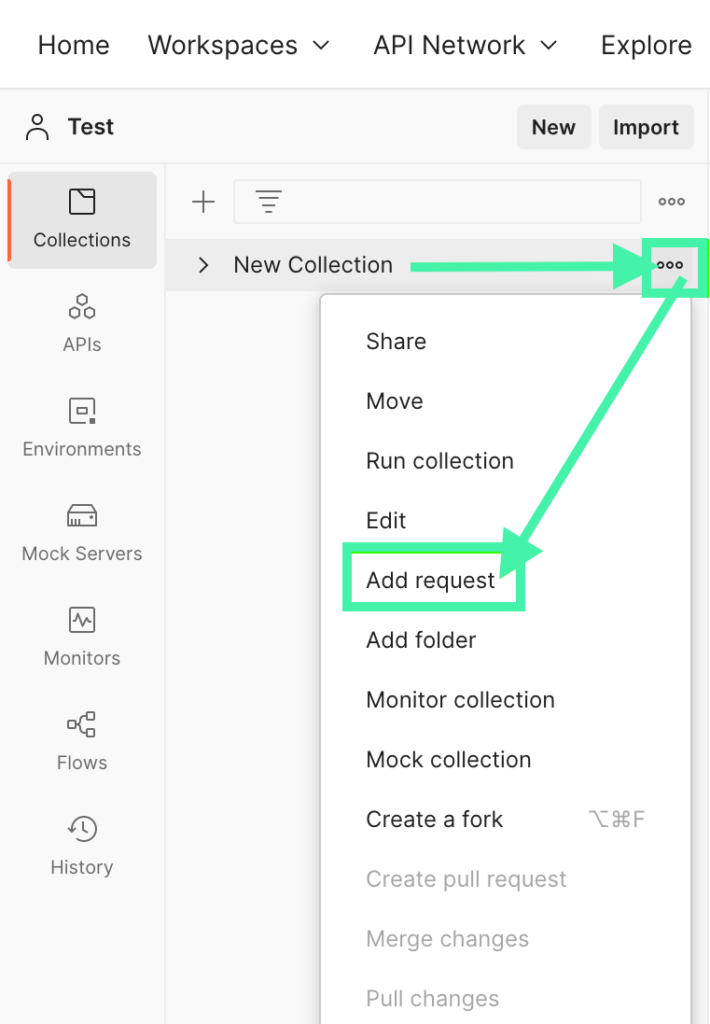 Home Workspaces API Network Explore
Test New Import
Collections
New Collection
APIs
Environments
Mock Servers
Monitors
Flows
History
Share
Move
Run collection
Edit
Add request
Add folder
Monitor collection
Mock collection
Create a fork ⌥⌘F
Create pull request
Merge changes
Pull changes